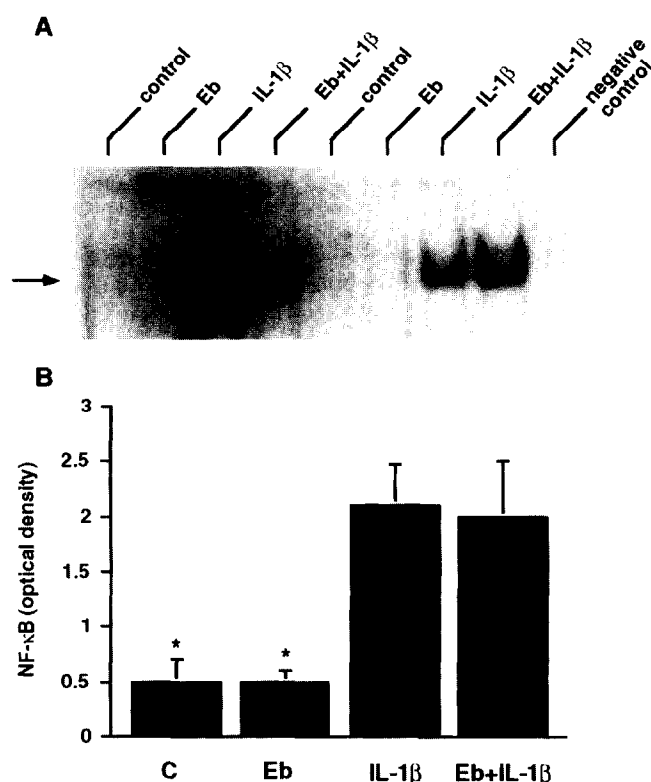 A
control
Eb
IL-1β
Eb+IL-1β
control
Eb
IL-1β
Eb+IL-1β
negative
control
B
NF-κB (optical density)
3
2.5
2
1.5
1
0.5
0
*
*
C
Eb
IL-1β
Eb+IL-1β